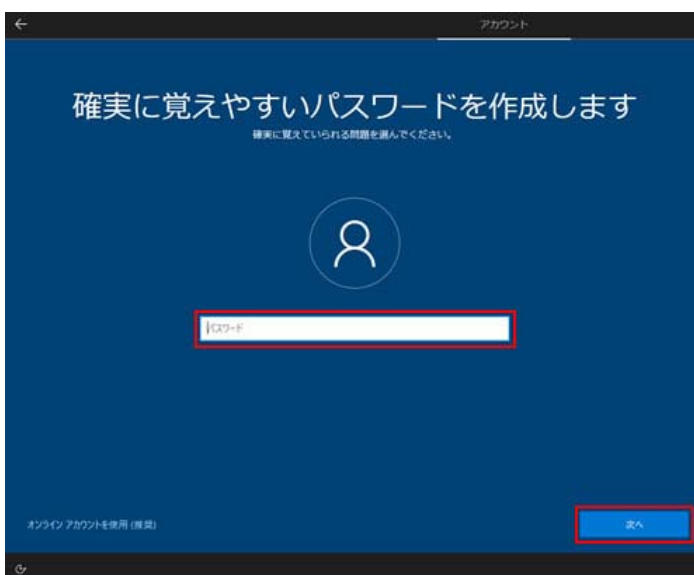 アカウント
確実に覚えやすいパスワードを作成します
確実に覚えていられる問題を選んでください。
パスワード
オンライン アカウントを使用 (推奨)
次へ